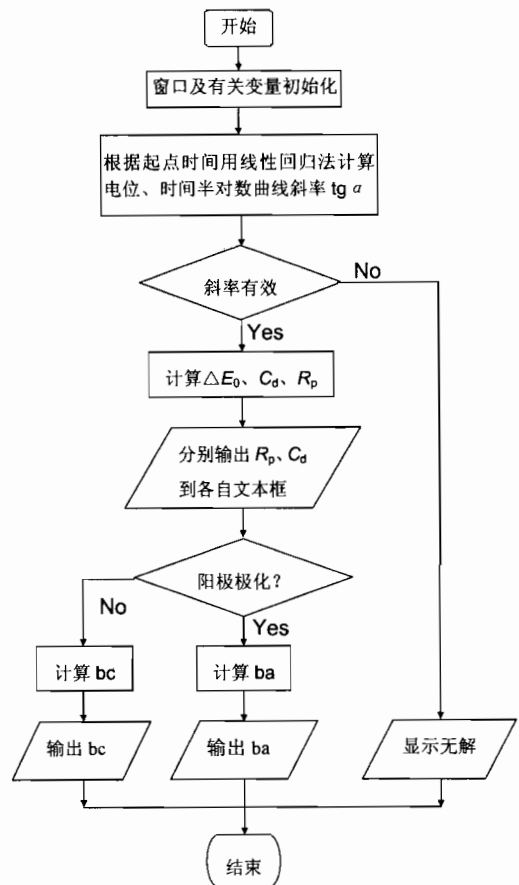 开始
窗口及有关变量初始化
根据起点时间用线性回归法计算
电位、时间半对数曲线斜率 tg α
斜率有效
No
Yes
计算△E₀、C_d、R_p
分别输出 R_p、C_d
到各自文本框
阳极极化？
No
Yes
计算 bc
计算 ba
输出 bc
输出 ba
显示无解
结束